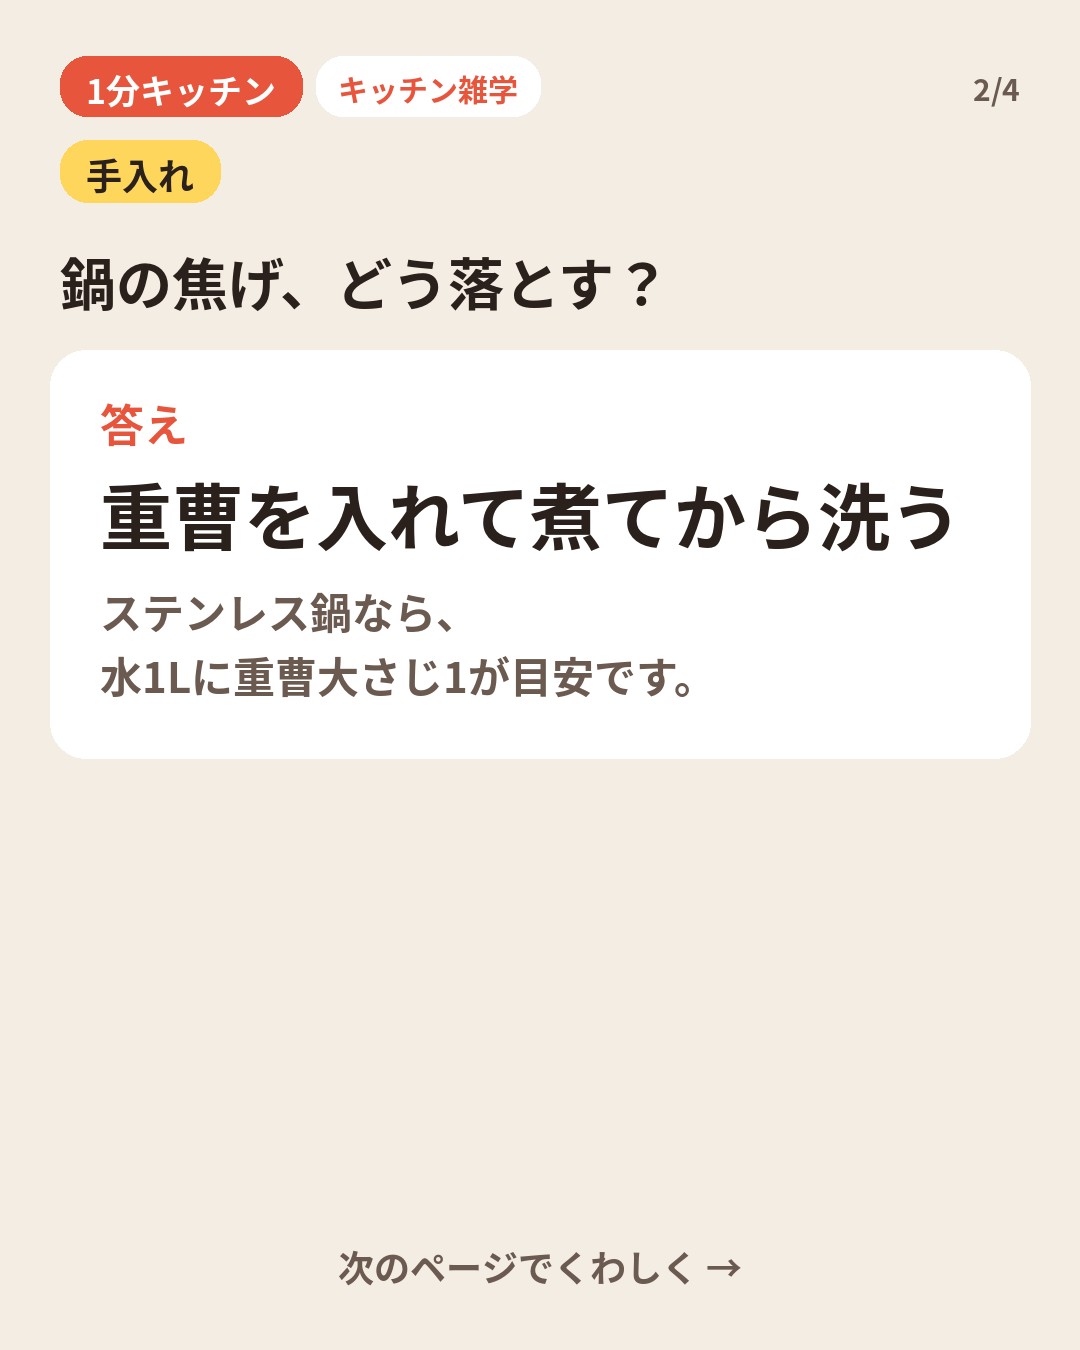 1分キッチン キッチン雑学 2/4
手入れ
鍋の焦げ、どう落とす？
答え
重曹を入れて煮てから洗う
ステンレス鍋なら、
水1Lに重曹大さじ1が目安です。
次のページでくわしく →